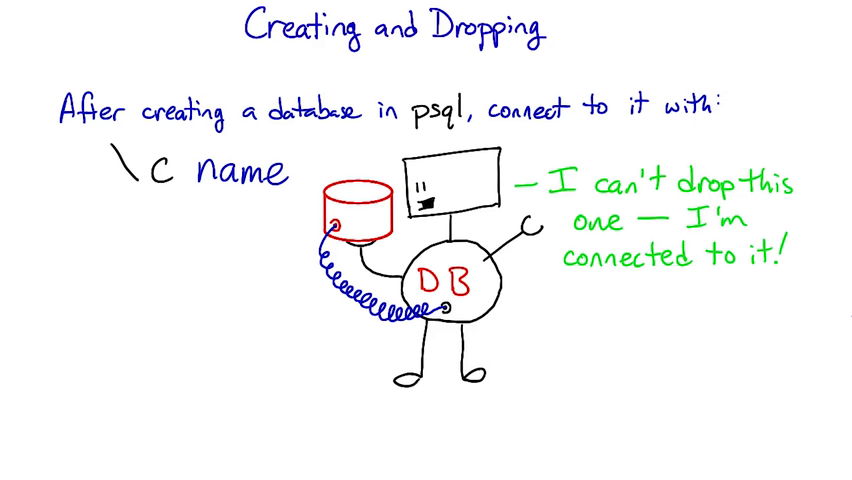 Creating and Dropping
After creating a database in psql, connect to it with:
\c name
— I can't drop this
one — I'm
connected to it!
DB